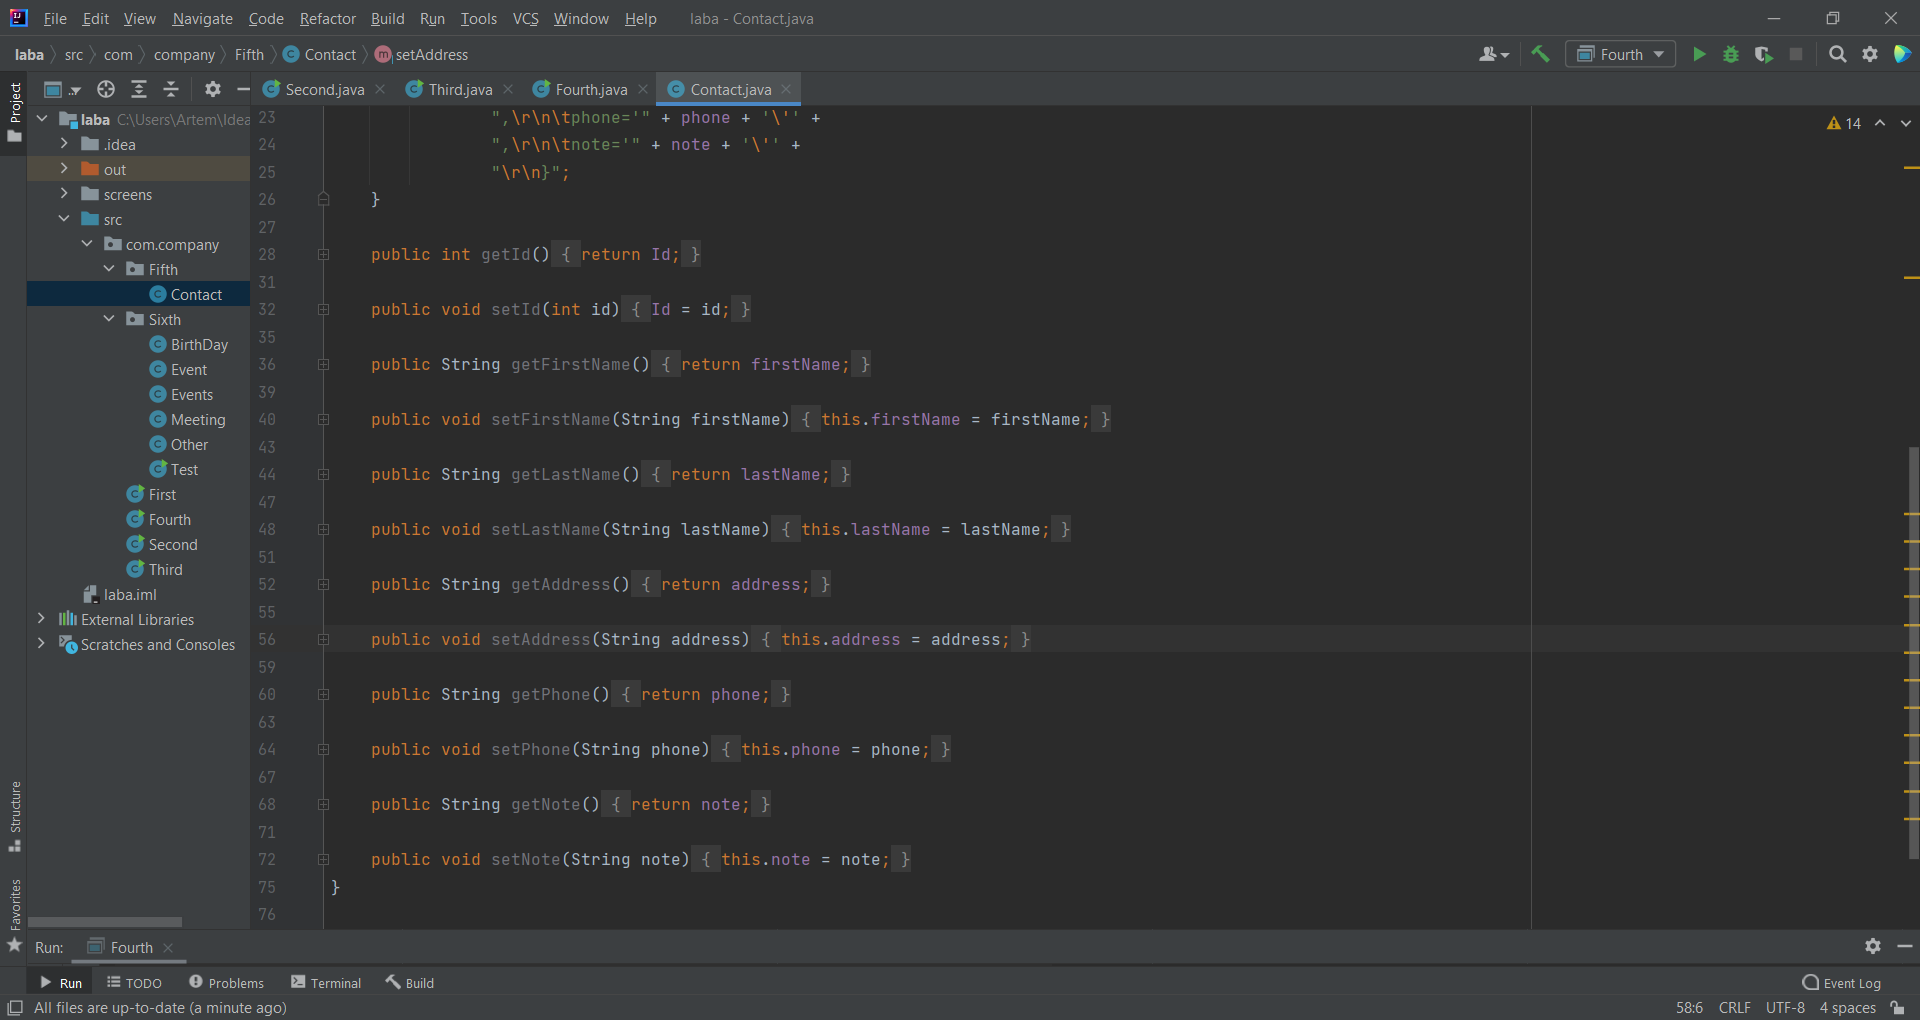 File Edit View Navigate Code Refactor Build Run Tools VCS Window Help laba - Contact.java
laba src com company Fifth Contact setAddress Fourth
Project
Second.java Third.java Fourth.java Contact.java
laba C:\Users\Artem\Idea
.idea
out
screens
src
com.company
Fifth
Contact
Sixth
BirthDay
Event
Events
Meeting
Other
Test
First
Fourth
Second
Third
laba.iml
External Libraries
Scratches and Consoles
14
23 ",\r\n\tphone='" + phone + '\'' +
24 ",\r\n\tnote='" + note + '\'' +
25 "\r\n}";
26 }
27
28 public int getId() { return Id; }
31
32 public void setId(int id) { Id = id; }
35
36 public String getFirstName() { return firstName; }
39
40 public void setFirstName(String firstName) { this.firstName = firstName; }
43
44 public String getLastName() { return lastName; }
47
48 public void setLastName(String lastName) { this.lastName = lastName; }
51
52 public String getAddress() { return address; }
55
56 public void setAddress(String address) { this.address = address; }
59
60 public String getPhone() { return phone; }
63
64 public void setPhone(String phone) { this.phone = phone; }
67
68 public String getNote() { return note; }
71
72 public void setNote(String note) { this.note = note; }
75 }
76
Structure
Favorites
Run: Fourth
Run TODO Problems Terminal Build Event Log
All files are up-to-date (a minute ago) 58:6 CRLF UTF-8 4 spaces